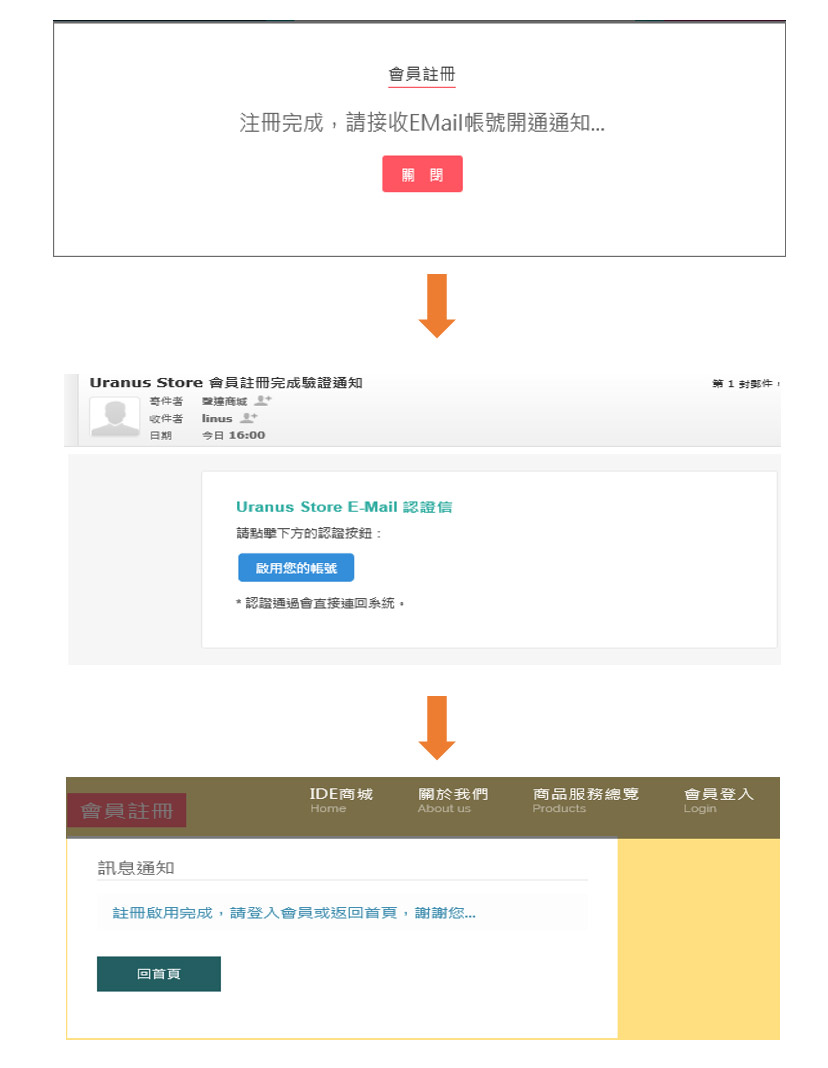 會員註冊
注冊完成，請接收EMail帳號開通通知...
關 閉
Uranus Store 會員註冊完成驗證通知
第 1 封郵件，
寄件者 聲達商城
收件者 linus
日期 今日 16:00
Uranus Store E-Mail 認證信
請點擊下方的認證按鈕：
啟用您的帳號
* 認證通過會直接連回系統。
會員註冊
IDE商城 關於我們 商品服務總覽 會員登入
Home About us Products Login
訊息通知
註冊啟用完成，請登入會員或返回首頁，謝謝您...
回首頁